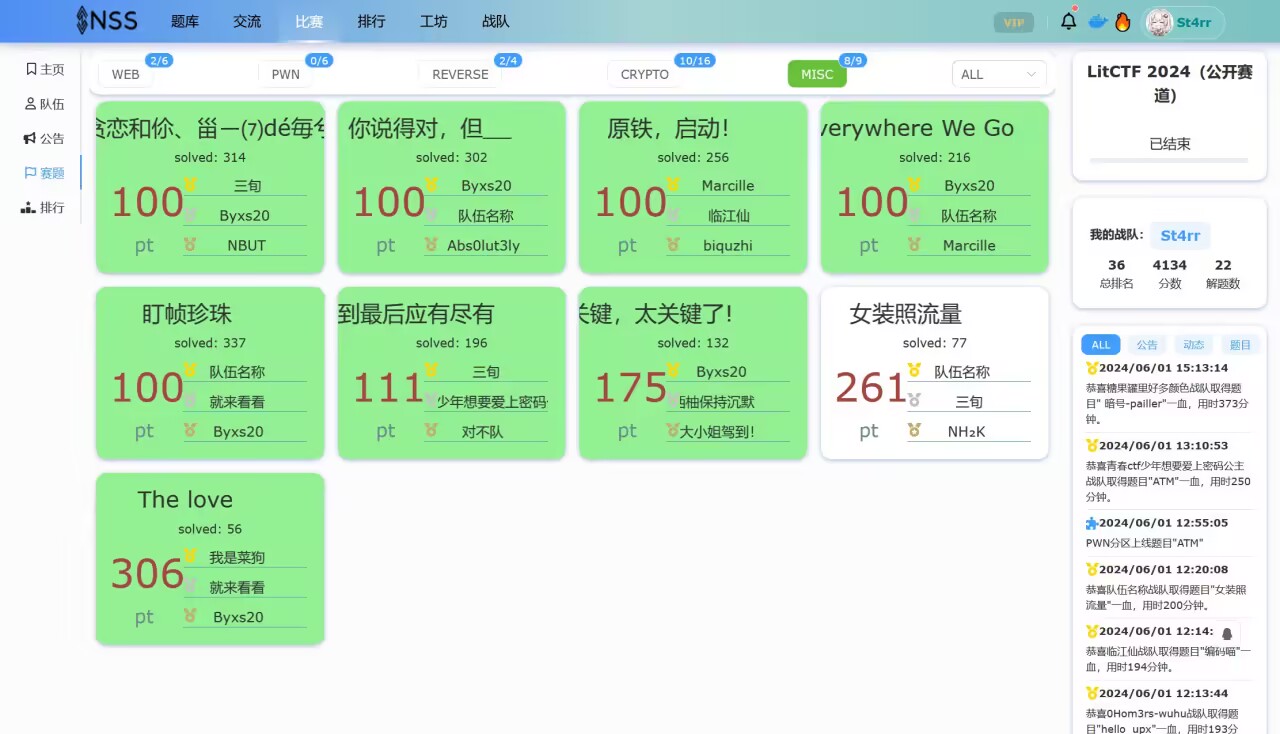 NSS 题库 交流 比赛 排行 工坊 战队 VIP St4rr
主页
队伍
公告
赛题
排行
WEB 2/6 PWN 0/6 REVERSE 2/4 CRYPTO 10/16 MISC 8/9 ALL
贪恋和伱、甾―⑺dé毎兮
solved: 314
100
pt
三旬
Byxs20
NBUT
你说得对，但__
solved: 302
100
pt
Byxs20
队伍名称
Abs0lut3ly
原铁，启动！
solved: 256
100
pt
Marcille
临江仙
biquzhi
verywhere We Go
solved: 216
100
pt
Byxs20
队伍名称
Marcille
盯帧珍珠
solved: 337
100
pt
队伍名称
就来看看
Byxs20
到最后应有尽有
solved: 196
111
pt
三旬
少年想要爱上密码
对不队
关键，太关键了!
solved: 132
175
pt
Byxs20
西柚保持沉默
大小姐驾到！
女装照流量
solved: 77
261
pt
队伍名称
三旬
NH₂K
The love
solved: 56
306
pt
我是菜狗
就来看看
Byxs20
LitCTF 2024（公开赛
道）
已结束
我的战队： St4rr
36 4134 22
总排名 分数 解题数
ALL 公告 动态 题目
2024/06/01 15:13:14
恭喜糖果罐里好多颜色战队取得题
目" 暗号-pailler"一血，用时373分
钟。
2024/06/01 13:10:53
恭喜青春ctf少年想要爱上密码公主
战队取得题目"ATM"一血，用时250
分钟。
2024/06/01 12:55:05
PWN分区上线题目"ATM"
2024/06/01 12:20:08
恭喜队伍名称战队取得题目"女装照
流量"一血，用时200分钟。
2024/06/01 12:14:
恭喜临江仙战队取得题目"编码喵"一
血，用时194分钟。
2024/06/01 12:13:44
恭喜0Hom3rs-wuhu战队取得题
目"hello_upx"一血，用时193分